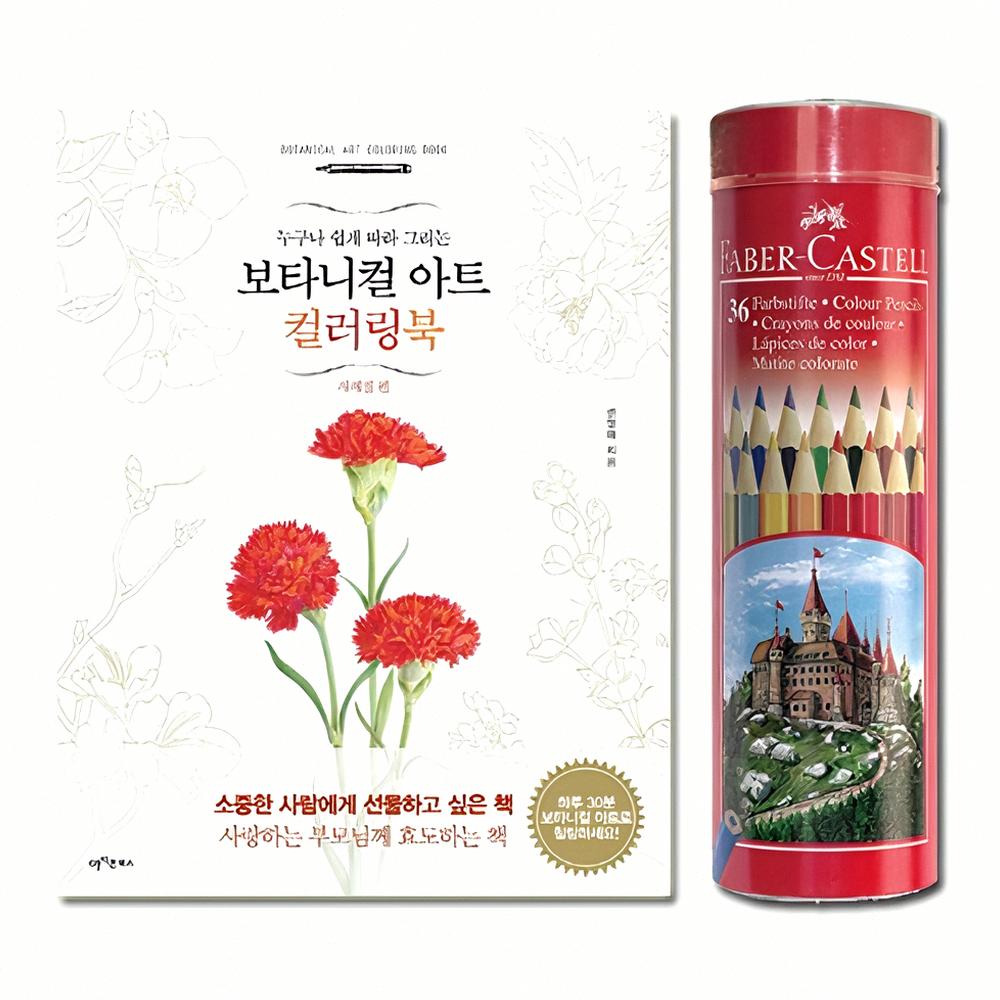 BOTANICAL ART COLORING BOOK
누구나 쉽게 따라 그리는
보타니컬 아트
컬러링북
소중한 사람에게 선물하고 싶은 책
사랑하는 부모님께 효도하는 책
하루 30분
보타니컬 아트로
힐링하세요!
FABER-CASTELL
36 Farbstifte • Colour Pencils
• Crayons de couleur •
Lápices de color •
Matite colorate